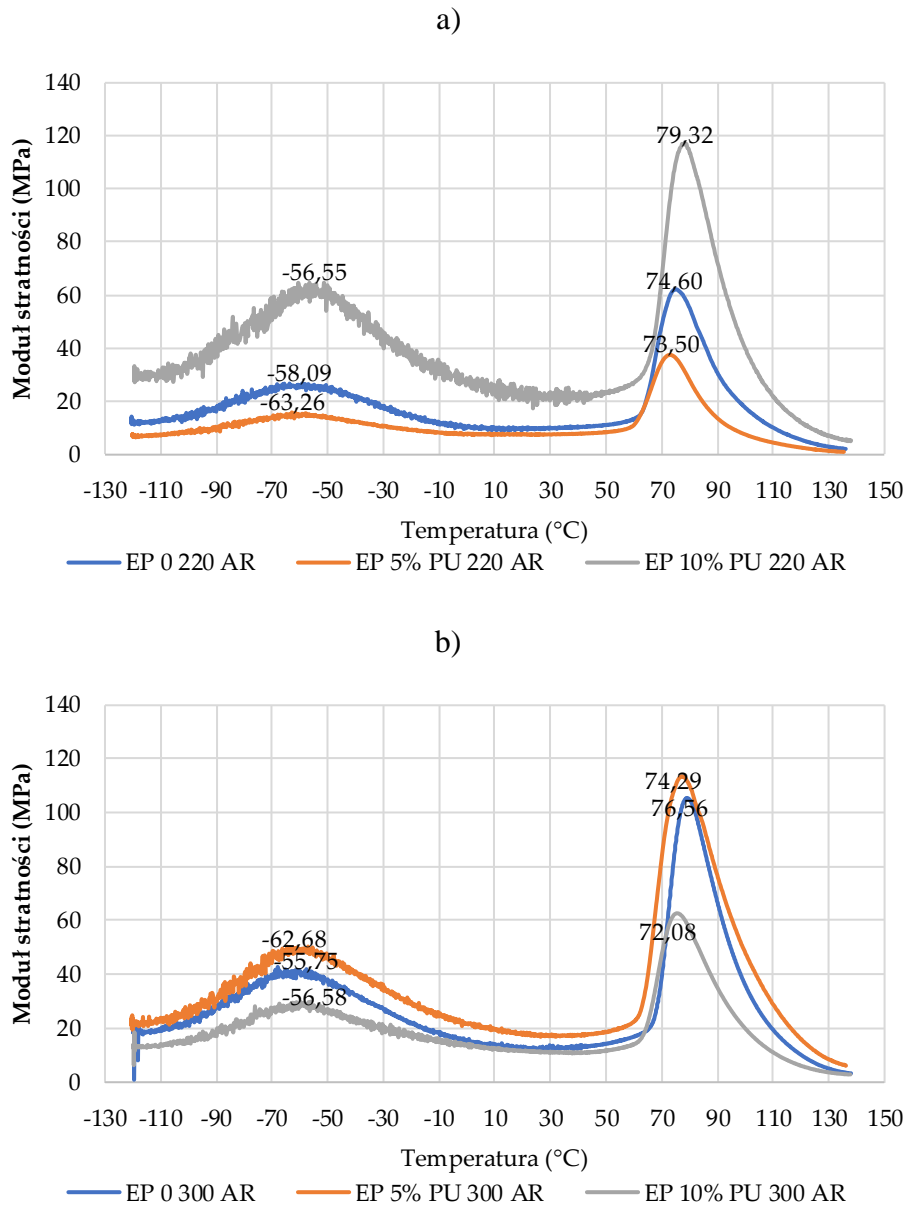 a)
140
120
100
80
60
40
20
0
Moduł stratności (MPa)
79,32
-56,55
74,60
73,50
-58,09
-63,26
-130 -110 -90 -70 -50 -30 -10 10 30 50 70 90 110 130 150
Temperatura (°C)
EP 0 220 AR EP 5% PU 220 AR EP 10% PU 220 AR
b)
140
120
100
80
60
40
20
0
Moduł stratności (MPa)
74,29
76,56
72,08
-62,68
-55,75
-56,58
-130 -110 -90 -70 -50 -30 -10 10 30 50 70 90 110 130 150
Temperatura (°C)
EP 0 300 AR EP 5% PU 300 AR EP 10% PU 300 AR